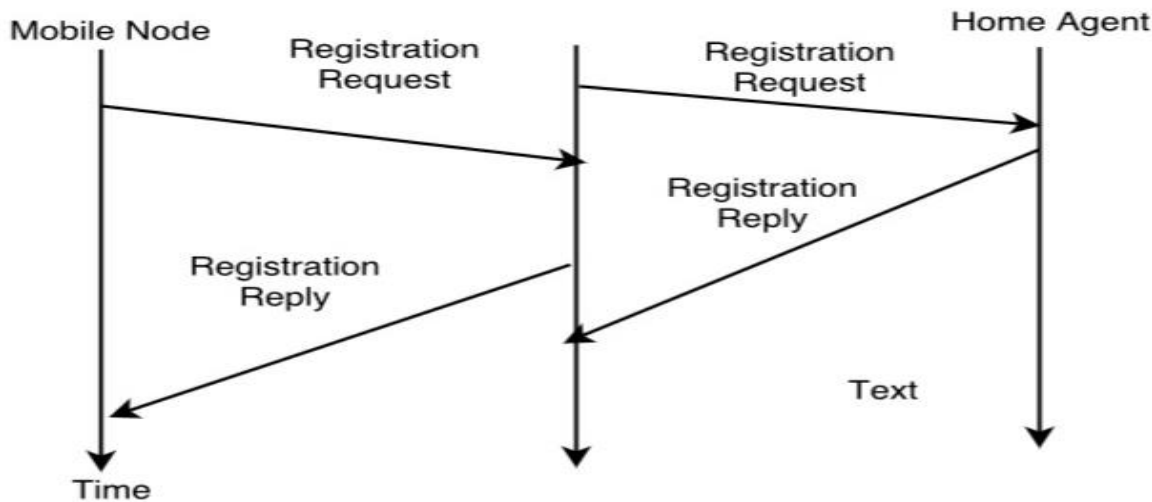 Mobile Node
Home Agent
Registration
Request
Registration
Request
Registration
Reply
Registration
Reply
Text
Time